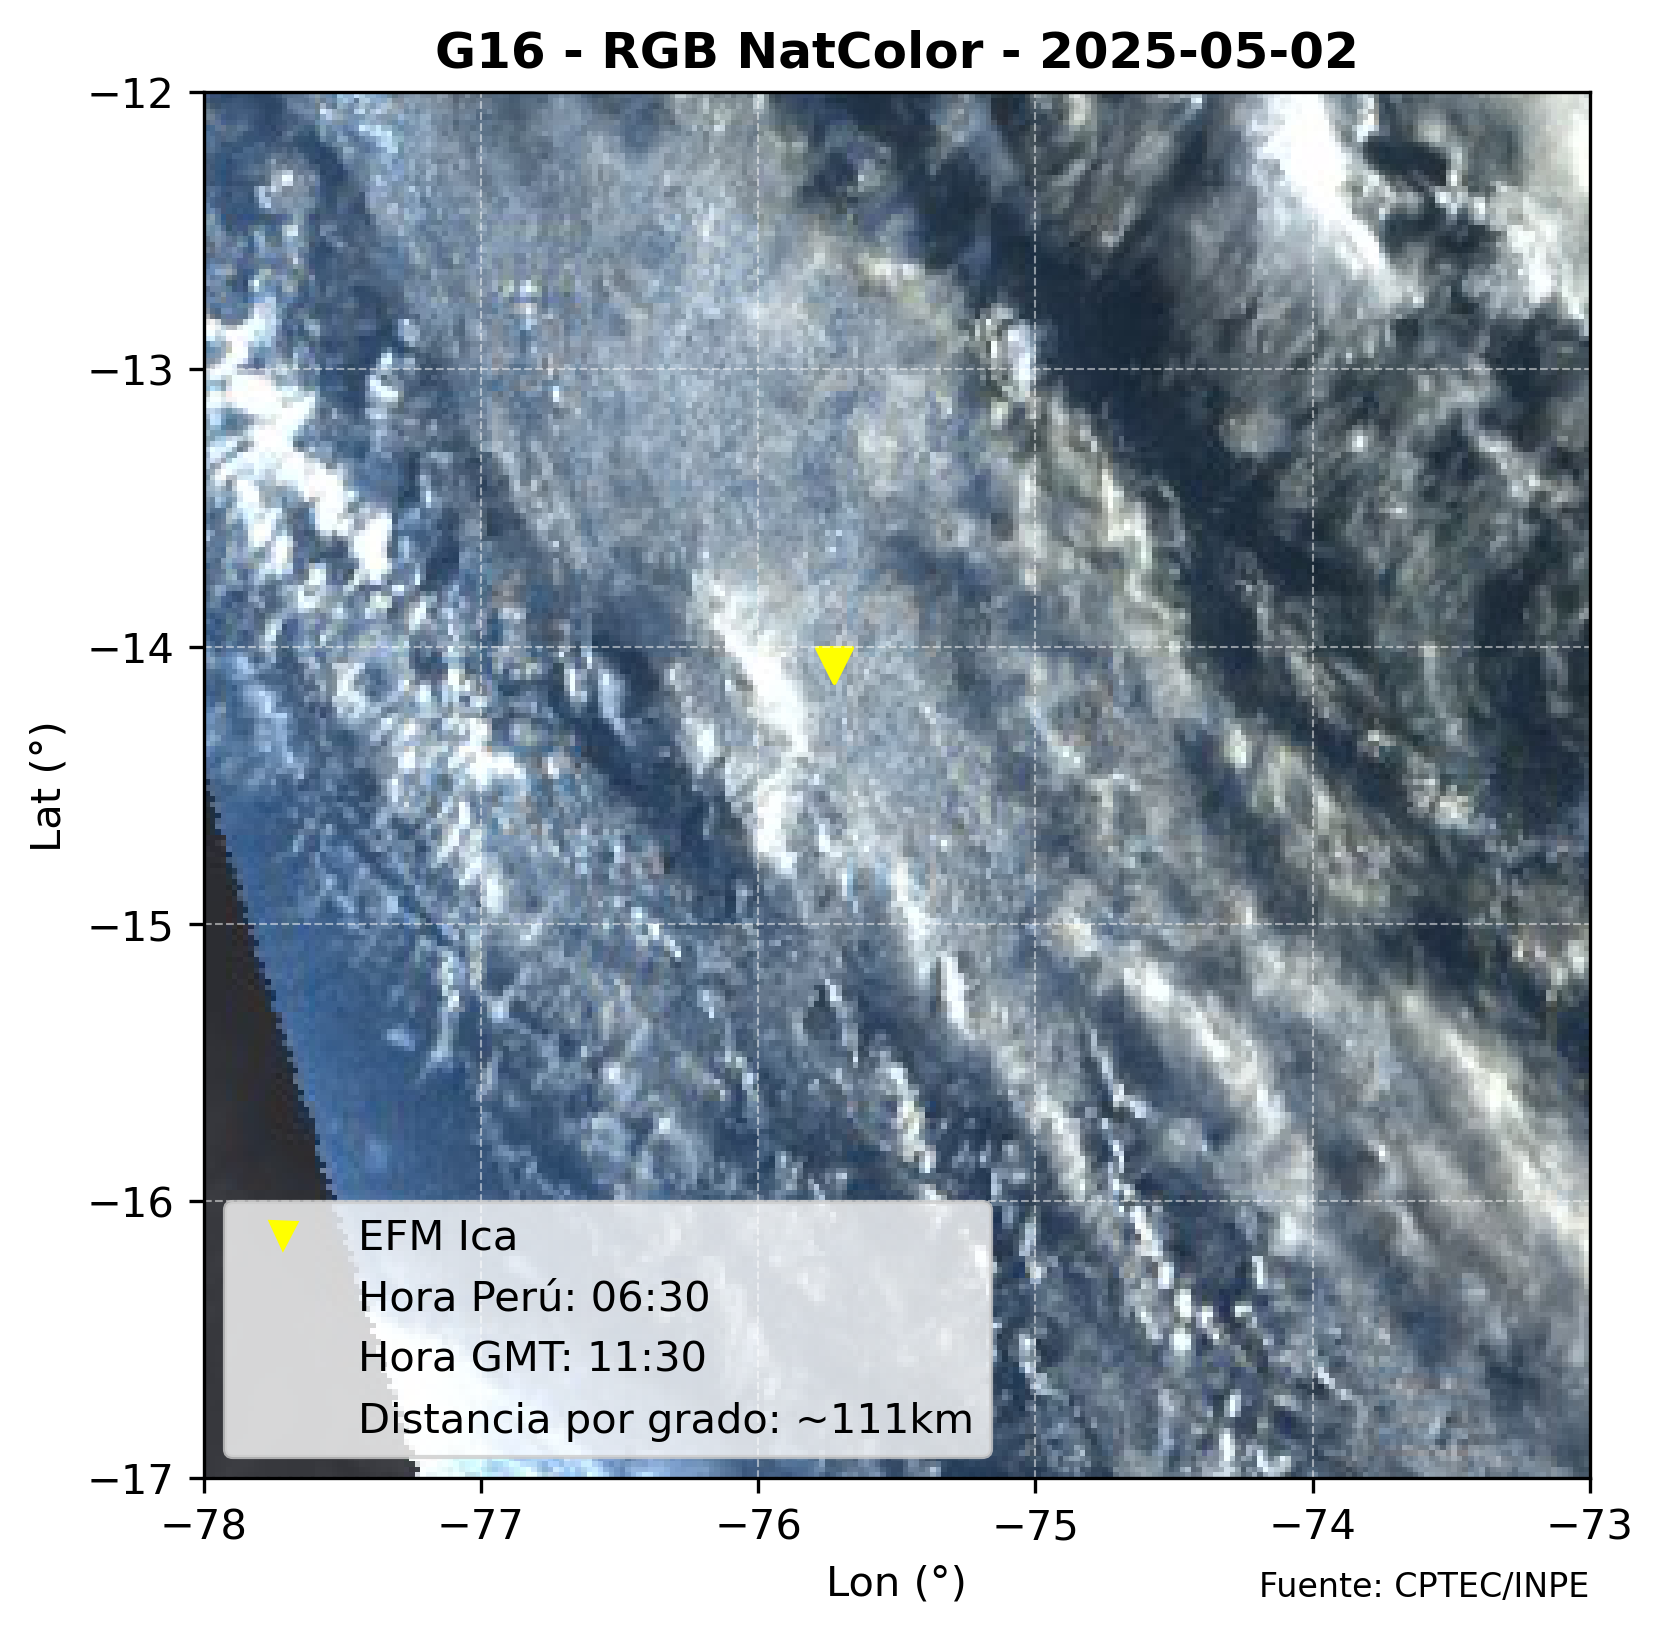 G16 - RGB NatColor - 2025-05-02
−12
−13
−14
−15
−16
−17
Lat (°)
EFM Ica
Hora Perú: 06:30
Hora GMT: 11:30
Distancia por grado: ~111km
−78 −77 −76 −75 −74 −73
Lon (°)
Fuente: CPTEC/INPE